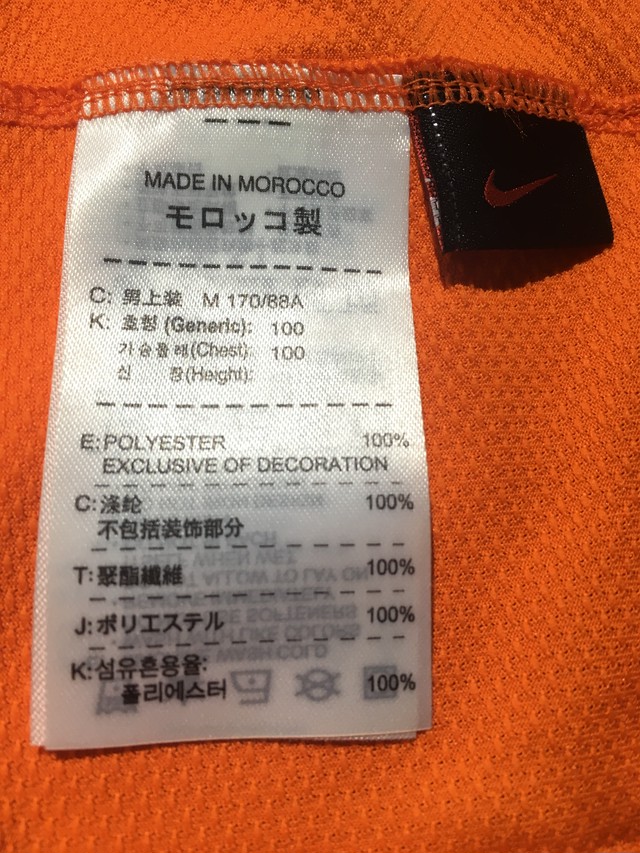 MADE IN MOROCCO
モロッコ製
C: 男上装 M 170/88A
K: 호칭 (Generic): 100
가슴둘레(Chest): 100
신 장(Height):
E: POLYESTER 100%
EXCLUSIVE OF DECORATION
C: 涤纶 100%
不包括装饰部分
T: 聚酯纖維 100%
J: ポリエステル 100%
K: 섬유혼용율:
폴리에스터 100%